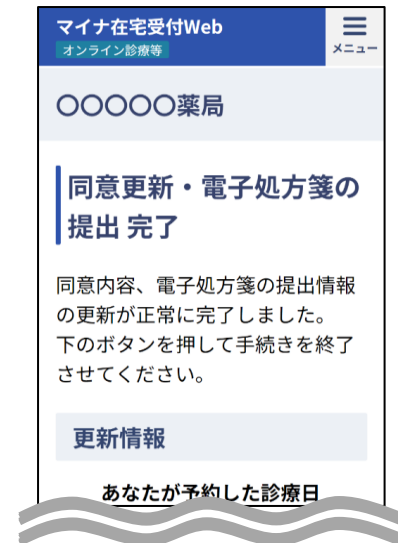 マイナ在宅受付Web
オンライン診療等
メニュー
〇〇〇〇〇薬局
同意更新・電子処方箋の
提出 完了
同意内容、電子処方箋の提出情報
の更新が正常に完了しました。
下のボタンを押して手続きを終了
させてください。
更新情報
あなたが予約した診療日